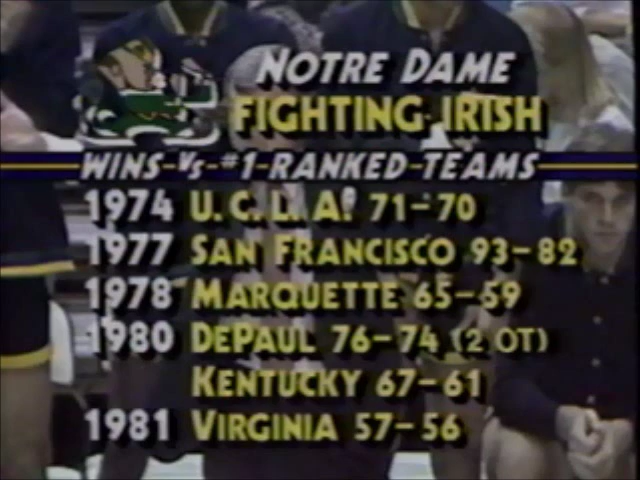 NOTRE DAME
FIGHTING IRISH
WINS-Vs-#1-RANKED-TEAMS
1974 U.C.L.A. 71-70
1977 SAN FRANCISCO 93-82
1978 MARQUETTE 65-59
1980 DEPAUL 76-74 (2 OT)
KENTUCKY 67-61
1981 VIRGINIA 57-56